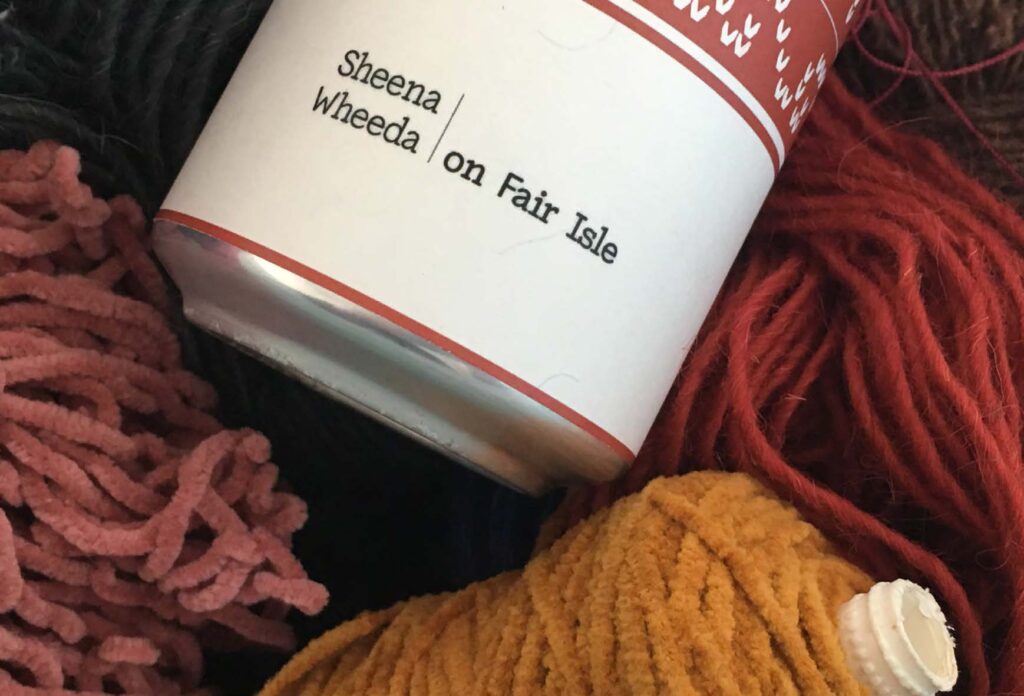 Sheena
Wheeda
on Fair Isle